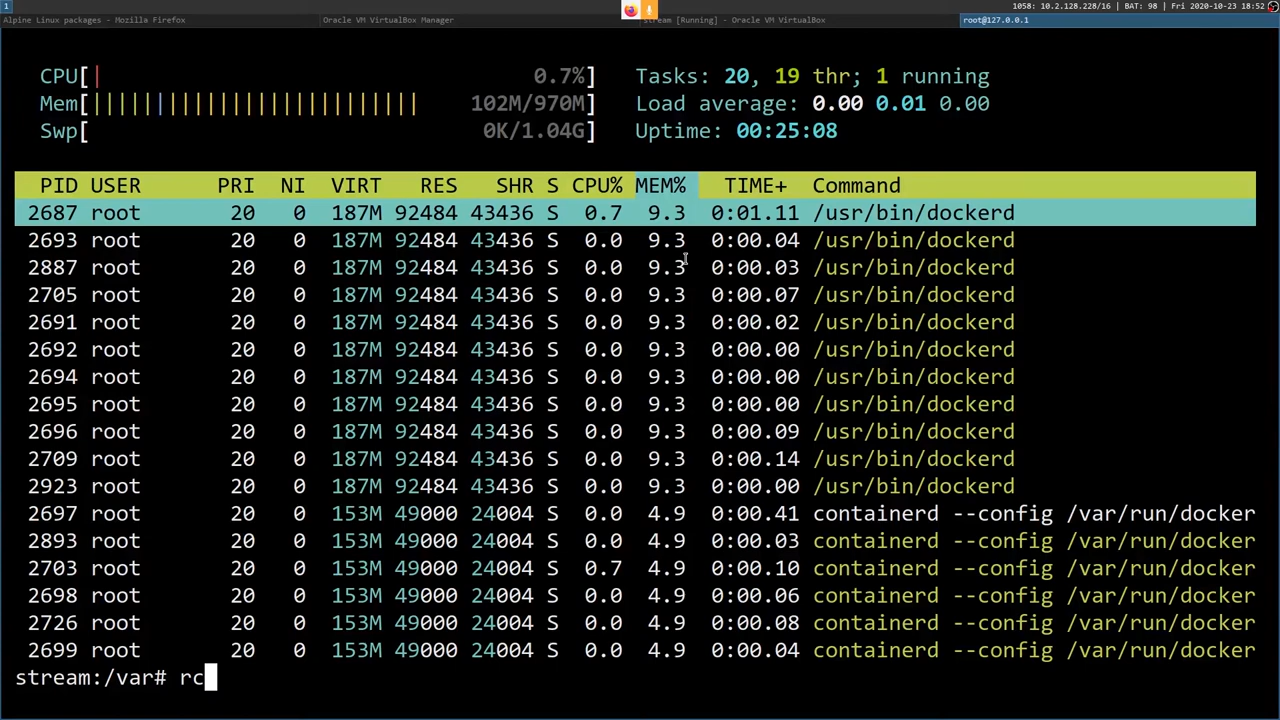 1 1058: 10.2.128.228/16 | BAT: 98 | Fri 2020-10-23 18:52
Alpine Linux packages - Mozilla Firefox Oracle VM VirtualBox Manager stream [Running] - Oracle VM VirtualBox root@127.0.0.1
CPU[| 0.7%] Tasks: 20, 19 thr; 1 running
Mem[|||||||||||||||||||||||||| 102M/970M] Load average: 0.00 0.01 0.00
Swp[ 0K/1.04G] Uptime: 00:25:08
PID USER PRI NI VIRT RES SHR S CPU% MEM% TIME+ Command
2687 root 20 0 187M 92484 43436 S 0.7 9.3 0:01.11 /usr/bin/dockerd
2693 root 20 0 187M 92484 43436 S 0.0 9.3 0:00.04 /usr/bin/dockerd
2887 root 20 0 187M 92484 43436 S 0.0 9.3 0:00.03 /usr/bin/dockerd
2705 root 20 0 187M 92484 43436 S 0.0 9.3 0:00.07 /usr/bin/dockerd
2691 root 20 0 187M 92484 43436 S 0.0 9.3 0:00.02 /usr/bin/dockerd
2692 root 20 0 187M 92484 43436 S 0.0 9.3 0:00.00 /usr/bin/dockerd
2694 root 20 0 187M 92484 43436 S 0.0 9.3 0:00.00 /usr/bin/dockerd
2695 root 20 0 187M 92484 43436 S 0.0 9.3 0:00.00 /usr/bin/dockerd
2696 root 20 0 187M 92484 43436 S 0.0 9.3 0:00.09 /usr/bin/dockerd
2709 root 20 0 187M 92484 43436 S 0.0 9.3 0:00.14 /usr/bin/dockerd
2923 root 20 0 187M 92484 43436 S 0.0 9.3 0:00.00 /usr/bin/dockerd
2697 root 20 0 153M 49000 24004 S 0.0 4.9 0:00.41 containerd --config /var/run/docker
2893 root 20 0 153M 49000 24004 S 0.0 4.9 0:00.03 containerd --config /var/run/docker
2703 root 20 0 153M 49000 24004 S 0.7 4.9 0:00.10 containerd --config /var/run/docker
2698 root 20 0 153M 49000 24004 S 0.0 4.9 0:00.06 containerd --config /var/run/docker
2726 root 20 0 153M 49000 24004 S 0.0 4.9 0:00.08 containerd --config /var/run/docker
2699 root 20 0 153M 49000 24004 S 0.0 4.9 0:00.04 containerd --config /var/run/docker
stream:/var# rc